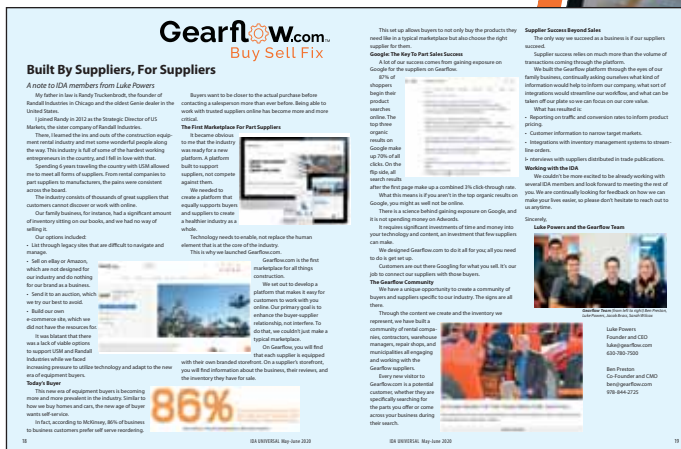 Gearflow.com™
Buy Sell Fix
Built By Suppliers, For Suppliers
A note to IDA members from Luke Powers
My father in law is Randy Truckenbrodt, the founder of
Randall Industries in Chicago and the oldest Genie dealer in the
United States.
I joined Randy in 2012 as the Strategic Director of US
Markets, the sister company of Randall Industries.
There, I learned the ins and outs of the construction equip-
ment rental industry and met some wonderful people along
the way. This industry is full of some of the hardest working
entrepreneurs in the country, and I fell in love with that.
Spending 6 years traveling the country with USM allowed
me to meet all forms of suppliers. From rental companies to
part suppliers to manufacturers, the pains were consistent
across the board.
The industry consists of thousands of great suppliers that
customers cannot discover or work with online.
Our family business, for instance, had a significant amount
of inventory sitting on our books, and we had no way of
selling it.
Our options included:
• List through legacy sites that are difficult to navigate and
manage.
• Sell on eBay or Amazon,
which are not designed for
our industry and do nothing
for our brand as a business.
• Send it to an auction, which
we try our best to avoid.
• Build our own
e-commerce site, which we
did not have the resources for.
It was blatant that there
was a lack of viable options
to support USM and Randall
Industries while we faced
increasing pressure to utilize technology and adapt to the new
era of equipment buyers.
Today's Buyer
This new era of equipment buyers is becoming
more and more prevalent in the industry. Similar to
how we buy homes and cars, the new age of buyer
wants self-service.
In fact, according to McKinsey, 86% of business
to business customers prefer self serve reordering.
86%
Buyers want to be closer to the actual purchase before
contacting a salesperson more than ever before. Being able to
work with trusted suppliers online has become more and more
critical.
The First Marketplace For Part Suppliers
It became obvious
to me that the industry
was ready for a new
platform. A platform
built to support
suppliers, not compete
against them.
We needed to
create a platform that
equally supports buyers
and suppliers to create
a healthier industry as a
whole.
Technology needs to enable, not replace the human
element that is at the core of the industry.
This is why we launched Gearflow.com.
Gearflow.com is the first
marketplace for all things
construction.
We set out to develop a
platform that makes it easy for
customers to work with you
online. Our primary goal is to
enhance the buyer-supplier
relationship, not interfere. To
do that, we couldn't just make a
typical marketplace.
On Gearflow, you will find
that each supplier is equipped
with their own branded storefront. On a supplier's storefront,
you will find information about the business, their reviews, and
the inventory they have for sale.
18
IDA UNIVERSAL May-June 2020
This set up allows buyers to not only buy the products they
need like in a typical marketplace but also choose the right
supplier for them.
Google: The Key To Part Sales Success
A lot of our success comes from gaining exposure on
Google for the suppliers on Gearflow.
87% of
shoppers
begin their
product
searches
online. The
top three
organic
results on
Google make
up 70% of all
clicks. On the
flip side, all
search results
after the first page make up a combined 3% click-through rate.
What this means is if you aren't in the top organic results on
Google, you might as well not be online.
There is a science behind gaining exposure on Google, and
it is not spending money on Adwords.
It requires significant investments of time and money into
your technology and content, an investment that few suppliers
can make.
We designed Gearflow.com to do it all for you; all you need
to do is get set up.
Customers are out there Googling for what you sell. It's our
job to connect our suppliers with those buyers.
The Gearflow Community
We have a unique opportunity to create a community of
buyers and suppliers specific to our industry. The signs are all
there.
Through the content we create and the inventory we
represent, we have built a
community of rental compa-
nies, contractors, warehouse
managers, repair shops, and
municipalities all engaging
and working with the
Gearflow suppliers.
Every new visitor to
Gearflow.com is a potential
customer, whether they are
specifically searching for
the parts you offer or come
across your business during
their search.
Supplier Success Beyond Sales
The only way we succeed as a business is if our suppliers
succeed.
Supplier success relies on much more than the volume of
transactions coming through the platform.
We built the Gearflow platform through the eyes of our
family business, continually asking ourselves what kind of
information would help to inform our company, what sort of
integrations would streamline our workflow, and what can be
taken off our plate so we can focus on our core value.
What has resulted is:
• Reporting on traffic and conversion rates to inform product
pricing.
• Customer information to narrow target markets.
• Integrations with inventory management systems to stream-
line orders.
I• nterviews with suppliers distributed in trade publications.
Working with the IDA
We couldn't be more excited to be already working with
several IDA members and look forward to meeting the rest of
you. We are continually looking for feedback on how we can
make your lives easier, so please don't hesitate to reach out to
us anytime.
Sincerely,
Luke Powers and the Gearflow Team
Gearflow Team (from left to right) Ben Preston,
Luke Powers, Jacob Bruss, Sarah Wilcox
Luke Powers
Founder and CEO
luke@gearflow.com
630-780-7500
Ben Preston
Co-Founder and CMO
ben@gearflow.com
978-844-2725
IDA UNIVERSAL May-June 2020
19